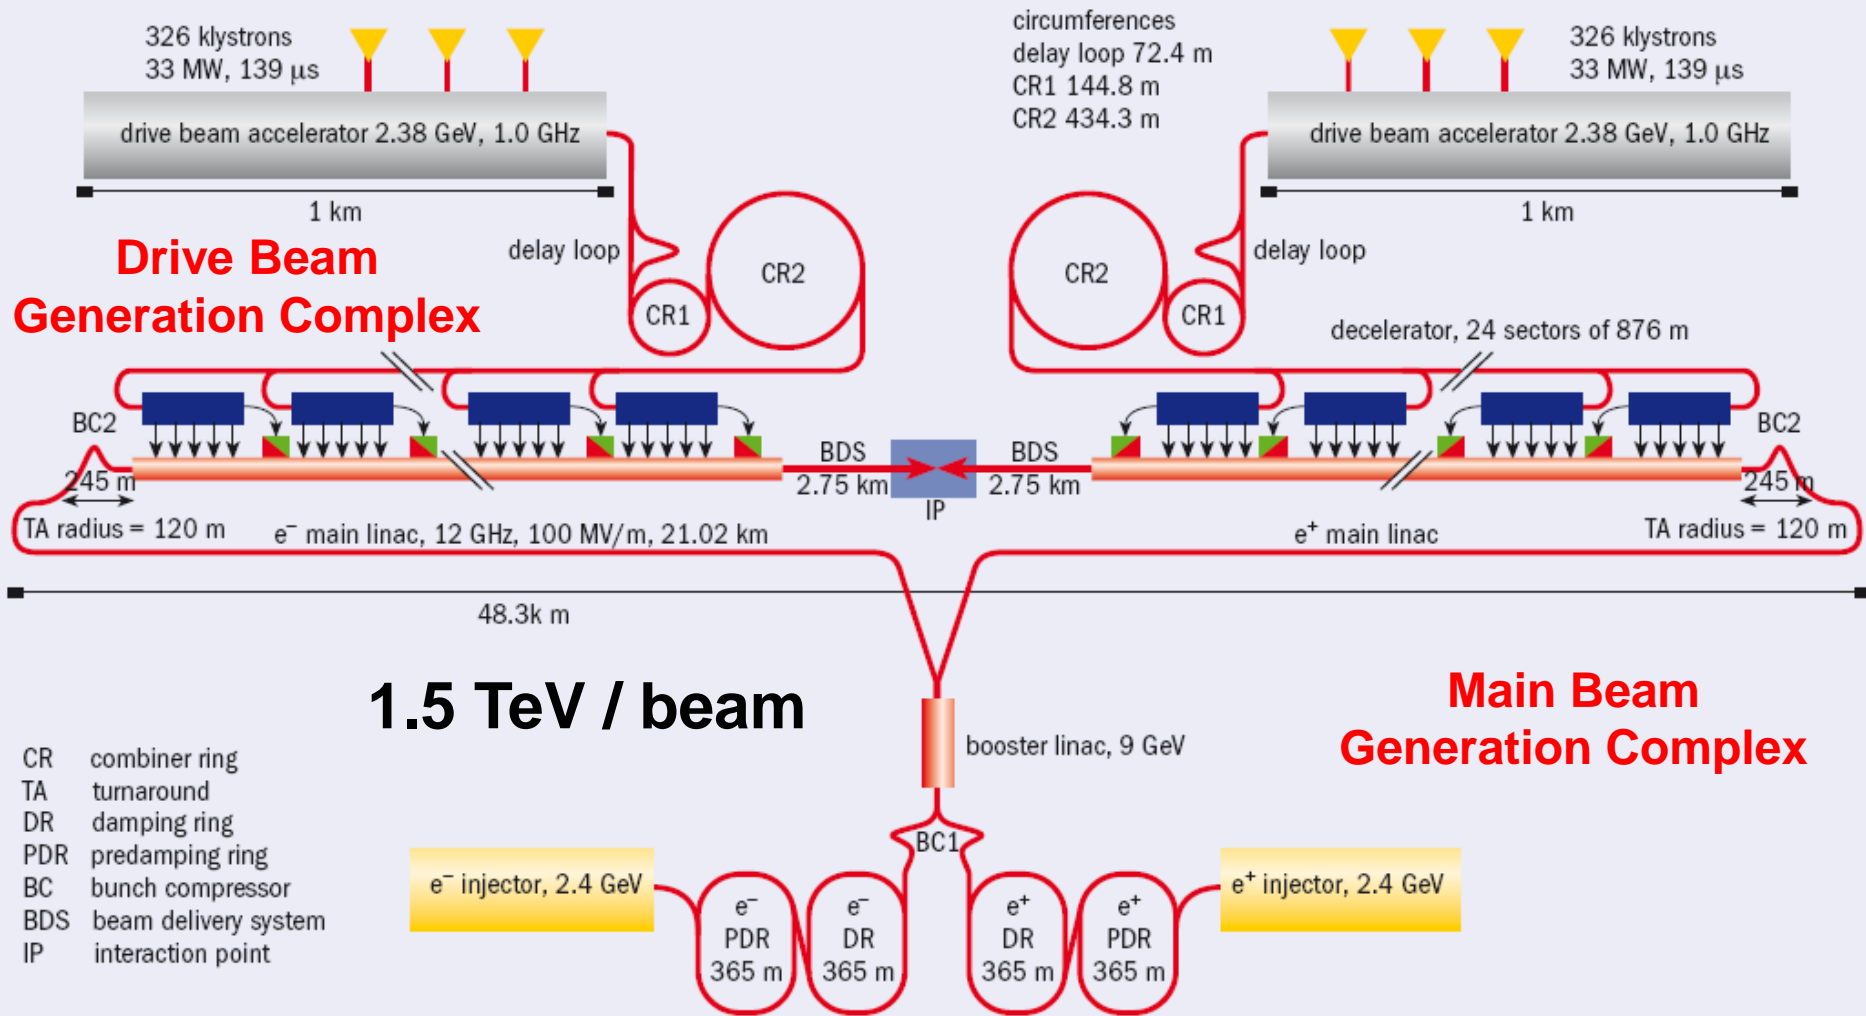 326 klystrons
33 MW, 139 μs
circumferences
delay loop 72.4 m
CR1 144.8 m
CR2 434.3 m
326 klystrons
33 MW, 139 μs
drive beam accelerator 2.38 GeV, 1.0 GHz
drive beam accelerator 2.38 GeV, 1.0 GHz
1 km
1 km
Drive Beam
Generation Complex
delay loop
CR1
CR2
CR2
CR1
delay loop
decelerator, 24 sectors of 876 m
BC2
BC2
245 m
BDS
2.75 km
IP
BDS
2.75 km
245 m
TA radius = 120 m
e⁻ main linac, 12 GHz, 100 MV/m, 21.02 km
e⁺ main linac
TA radius = 120 m
48.3k m
1.5 TeV / beam
Main Beam
Generation Complex
booster linac, 9 GeV
CR combiner ring
TA turnaround
DR damping ring
PDR predamping ring
BC bunch compressor
BDS beam delivery system
IP interaction point
BC1
e⁻ injector, 2.4 GeV
e⁻
PDR
365 m
e⁻
DR
365 m
e⁺
DR
365 m
e⁺
PDR
365 m
e⁺ injector, 2.4 GeV